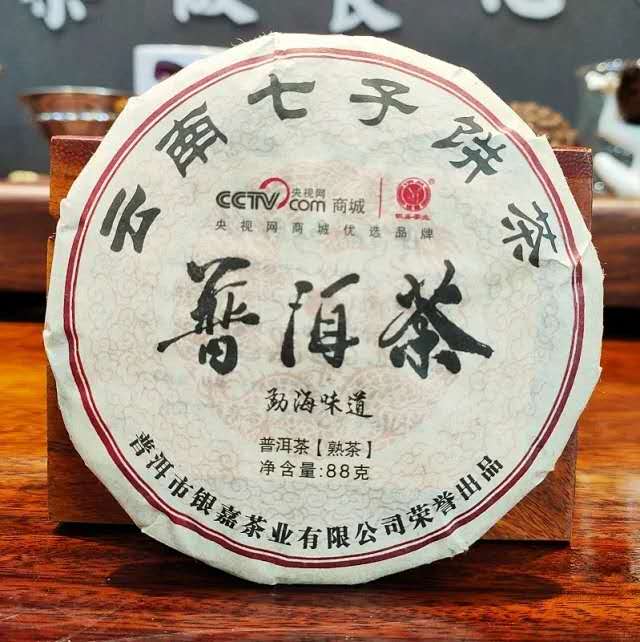 云南七子饼茶
CCTV.com 央视网 商城
央视网商城优选品牌
普洱茶
勐海味道
普洱茶【熟茶】
净含量:88克
普洱市银嘉茶业有限公司荣誉出品